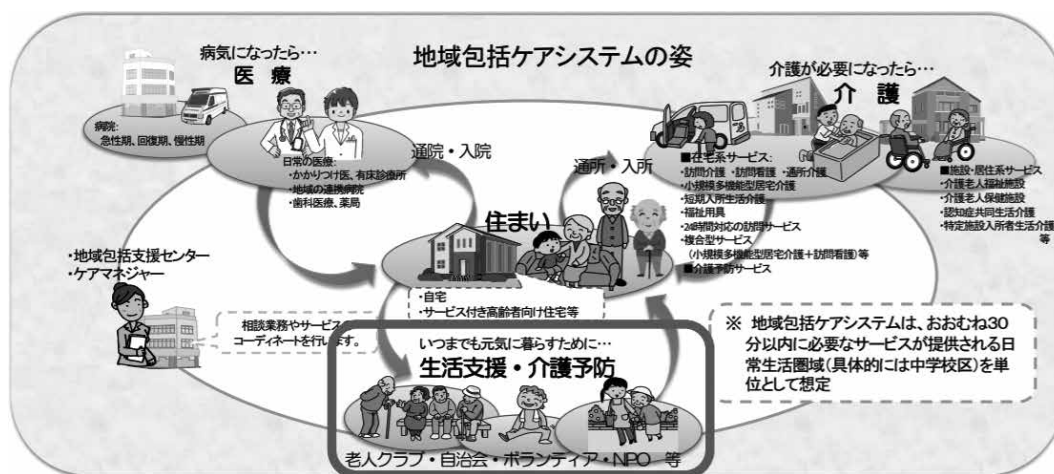 地域包括ケアシステムの姿
病気になったら…
医 療
病院:
急性期、回復期、慢性期
日常の医療:
・かかりつけ医、有床診療所
・地域の連携病院
・歯科医療、薬局
通院・入院
通所・入所
介護が必要になったら…
介 護
■在宅系サービス:
・訪問介護 ・訪問看護 ・通所介護
・小規模多機能型居宅介護
・短期入所生活介護
・福祉用具
・24時間対応の訪問サービス
・複合型サービス
(小規模多機能型居宅介護+訪問看護)等
■介護予防サービス
■施設・居住系サービス
・介護老人福祉施設
・介護老人保健施設
・認知症共同生活介護
・特定施設入所者生活介護
等
住まい
・自宅
・サービス付き高齢者向け住宅等
・地域包括支援センター
・ケアマネジャー
相談業務やサービスの
コーディネートを行います。
いつまでも元気に暮らすために…
生活支援・介護予防
老人クラブ・自治会・ボランティア・NPO 等
※ 地域包括ケアシステムは、おおむね30
分以内に必要なサービスが提供される日
常生活圏域(具体的には中学校区)を単
位として想定